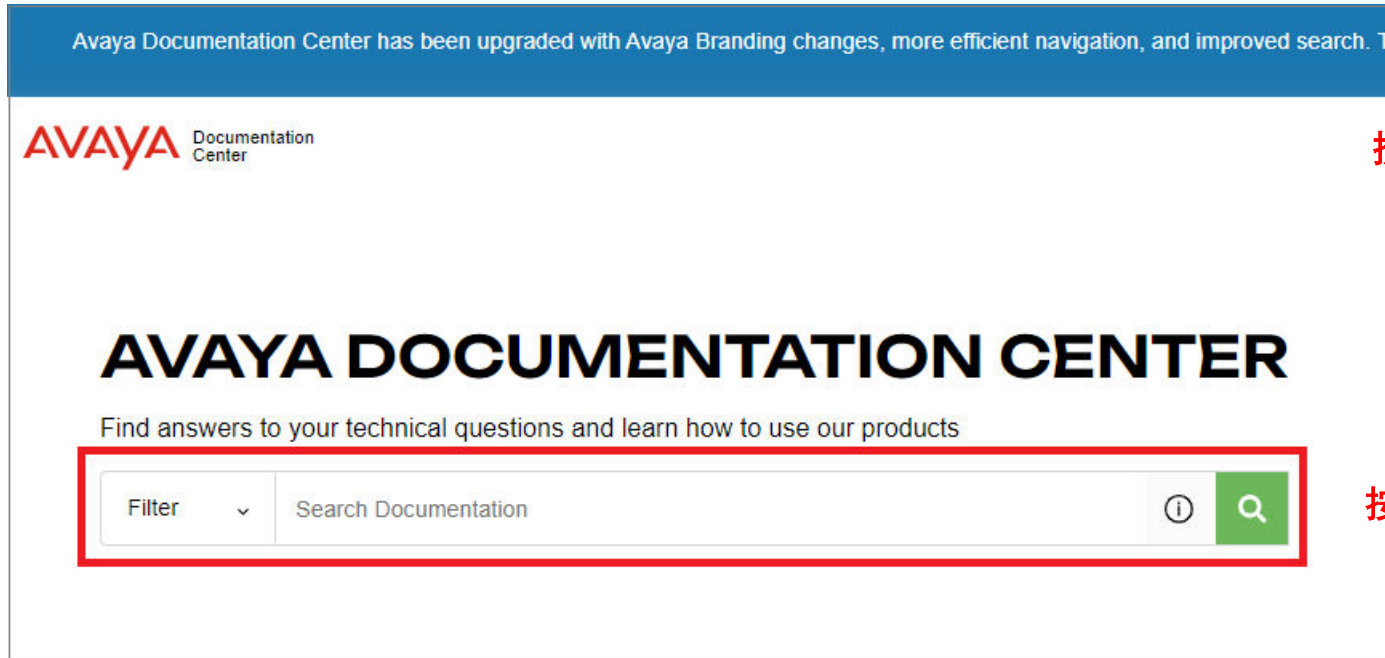 Avaya Documentation Center has been upgraded with Avaya Branding changes, more efficient navigation, and improved search.
AVAYA Documentation
Center
AVAYA DOCUMENTATION CENTER
Find answers to your technical questions and learn how to use our products
Filter
Search Documentation
按